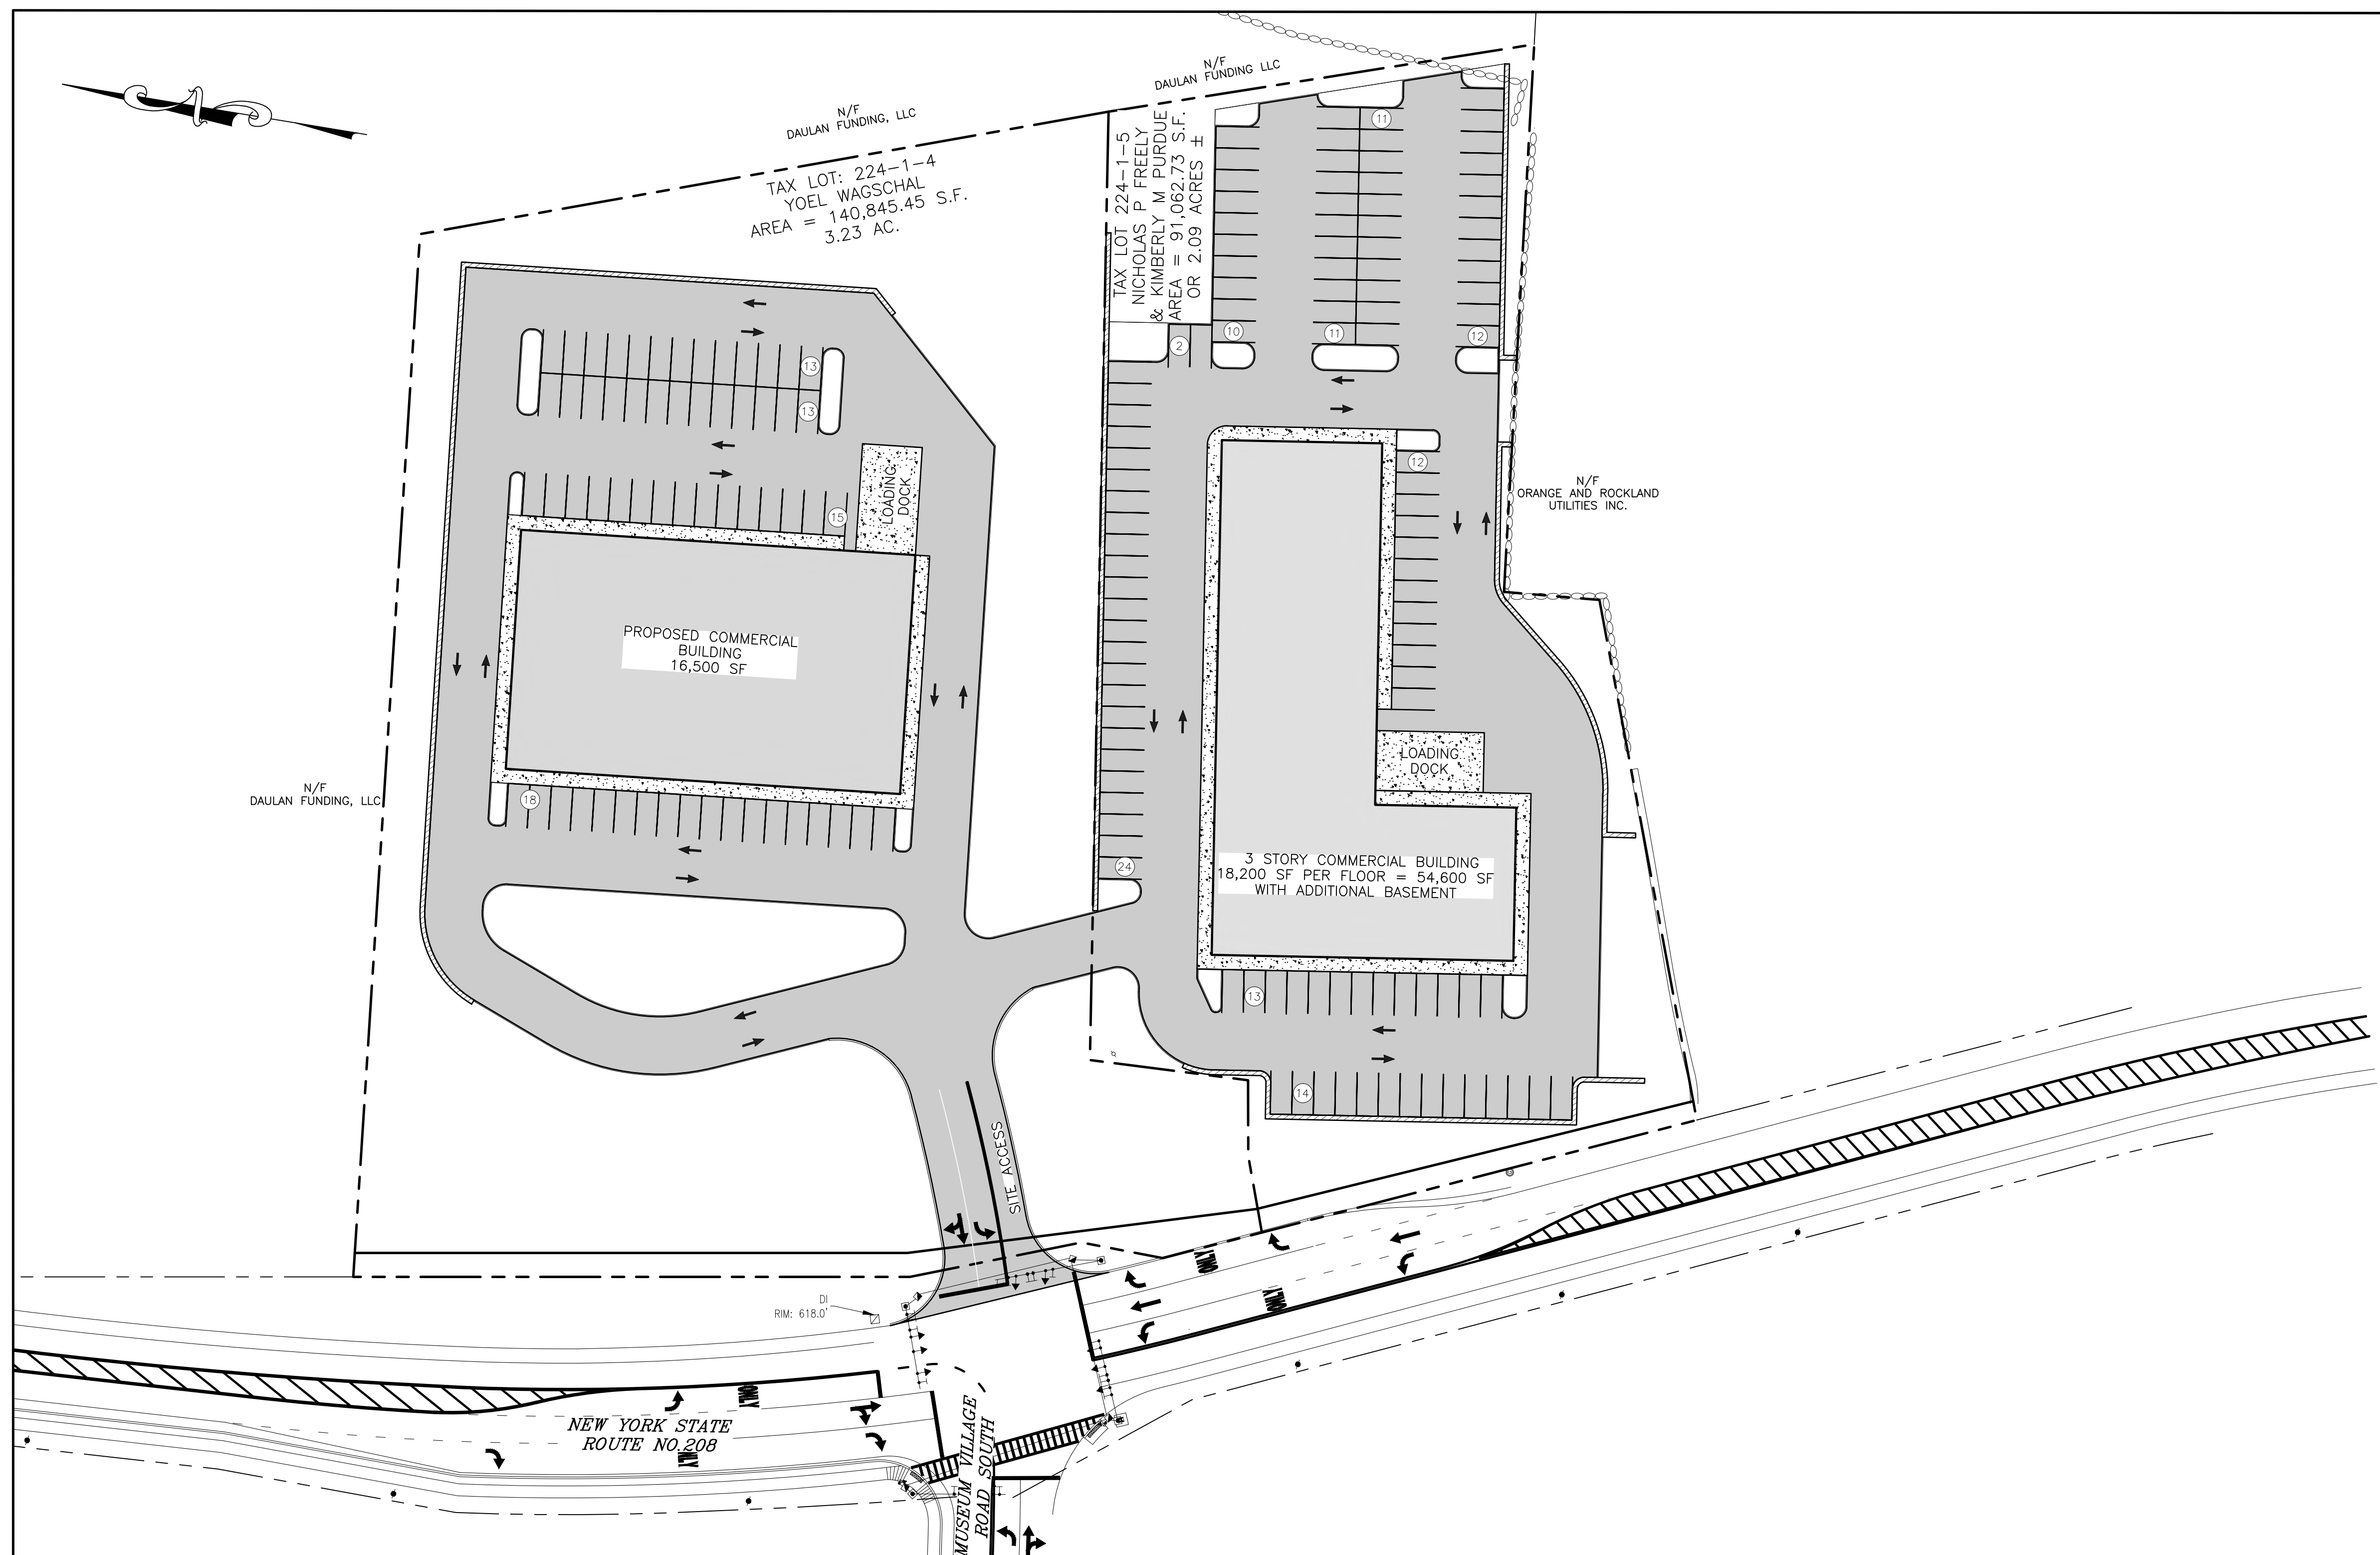 N/F
DAULAN FUNDING LLC
N/F
DAULAN FUNDING, LLC
TAX LOT: 224-1-4
YOEL WAGSCHAL
AREA = 140,845.45 S.F.
3.23 AC.
TAX LOT 224-1-5
NICHOLAS P FREELY
& KIMBERLY M PURDUE
AREA = 91,062.73 S.F.
OR 2.09 ACRES ±
11
10
11
12
2
13
13
12
LOADING
DOCK
15
N/F
ORANGE AND ROCKLAND
UTILITIES INC.
PROPOSED COMMERCIAL
BUILDING
16,500 SF
LOADING
DOCK
N/F
DAULAN FUNDING, LLC
18
24
3 STORY COMMERCIAL BUILDING
18,200 SF PER FLOOR = 54,600 SF
WITH ADDITIONAL BASEMENT
13
14
SITE ACCESS
ONLY
ONLY
DI
RIM: 618.0'
ONLY
NEW YORK STATE
ROUTE NO.208
NLY
MUSEUM VILLAGE
ROAD SOUTH